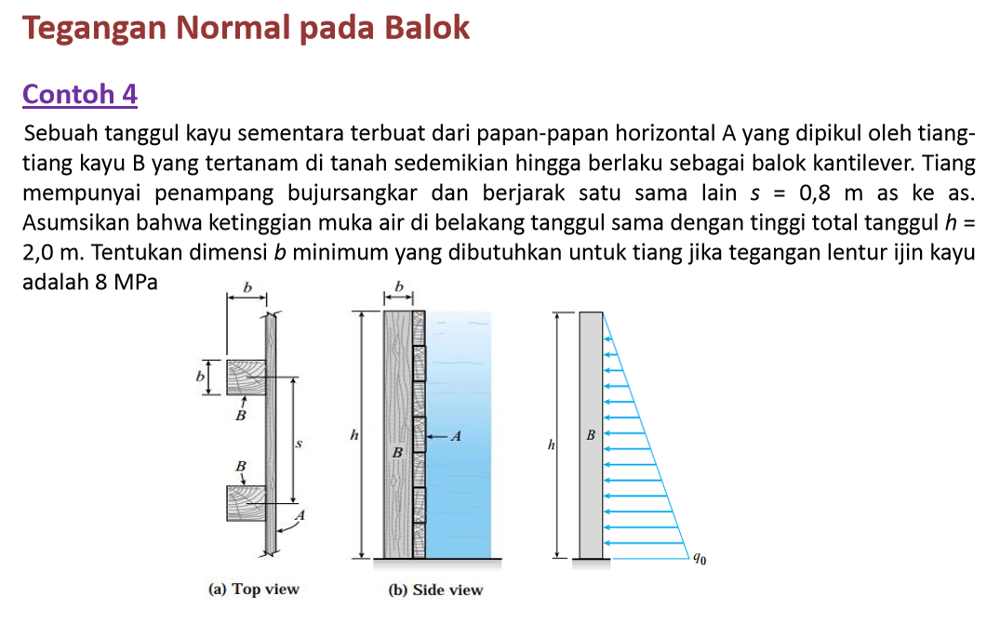 Tegangan Normal pada Balok
Contoh 4
Sebuah tanggul kayu sementara terbuat dari papan-papan horizontal A yang dipikul oleh tiang-
tiang kayu B yang tertanam di tanah sedemikian hingga berlaku sebagai balok kantilever. Tiang
mempunyai penampang bujursangkar dan berjarak satu sama lain s = 0,8 m as ke as.
Asumsikan bahwa ketinggian muka air di belakang tanggul sama dengan tinggi total tanggul h =
2,0 m. Tentukan dimensi b minimum yang dibutuhkan untuk tiang jika tegangan lentur ijin kayu
adalah 8 MPa
b
b
b
B
s
B
A
h
A
B
h
B
q0
(a) Top view
(b) Side view